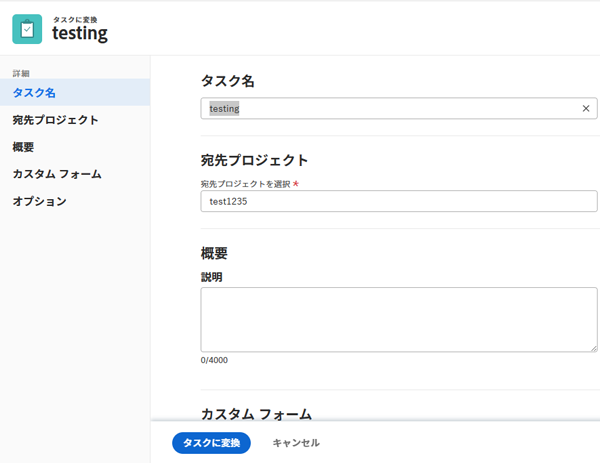 タスクに変換
testing
詳細
タスク名
宛先プロジェクト
概要
カスタム フォーム
オプション
タスク名
testing
宛先プロジェクト
宛先プロジェクトを選択 *
test1235
概要
説明
0/4000
カスタム フォーム
タスクに変換
キャンセル